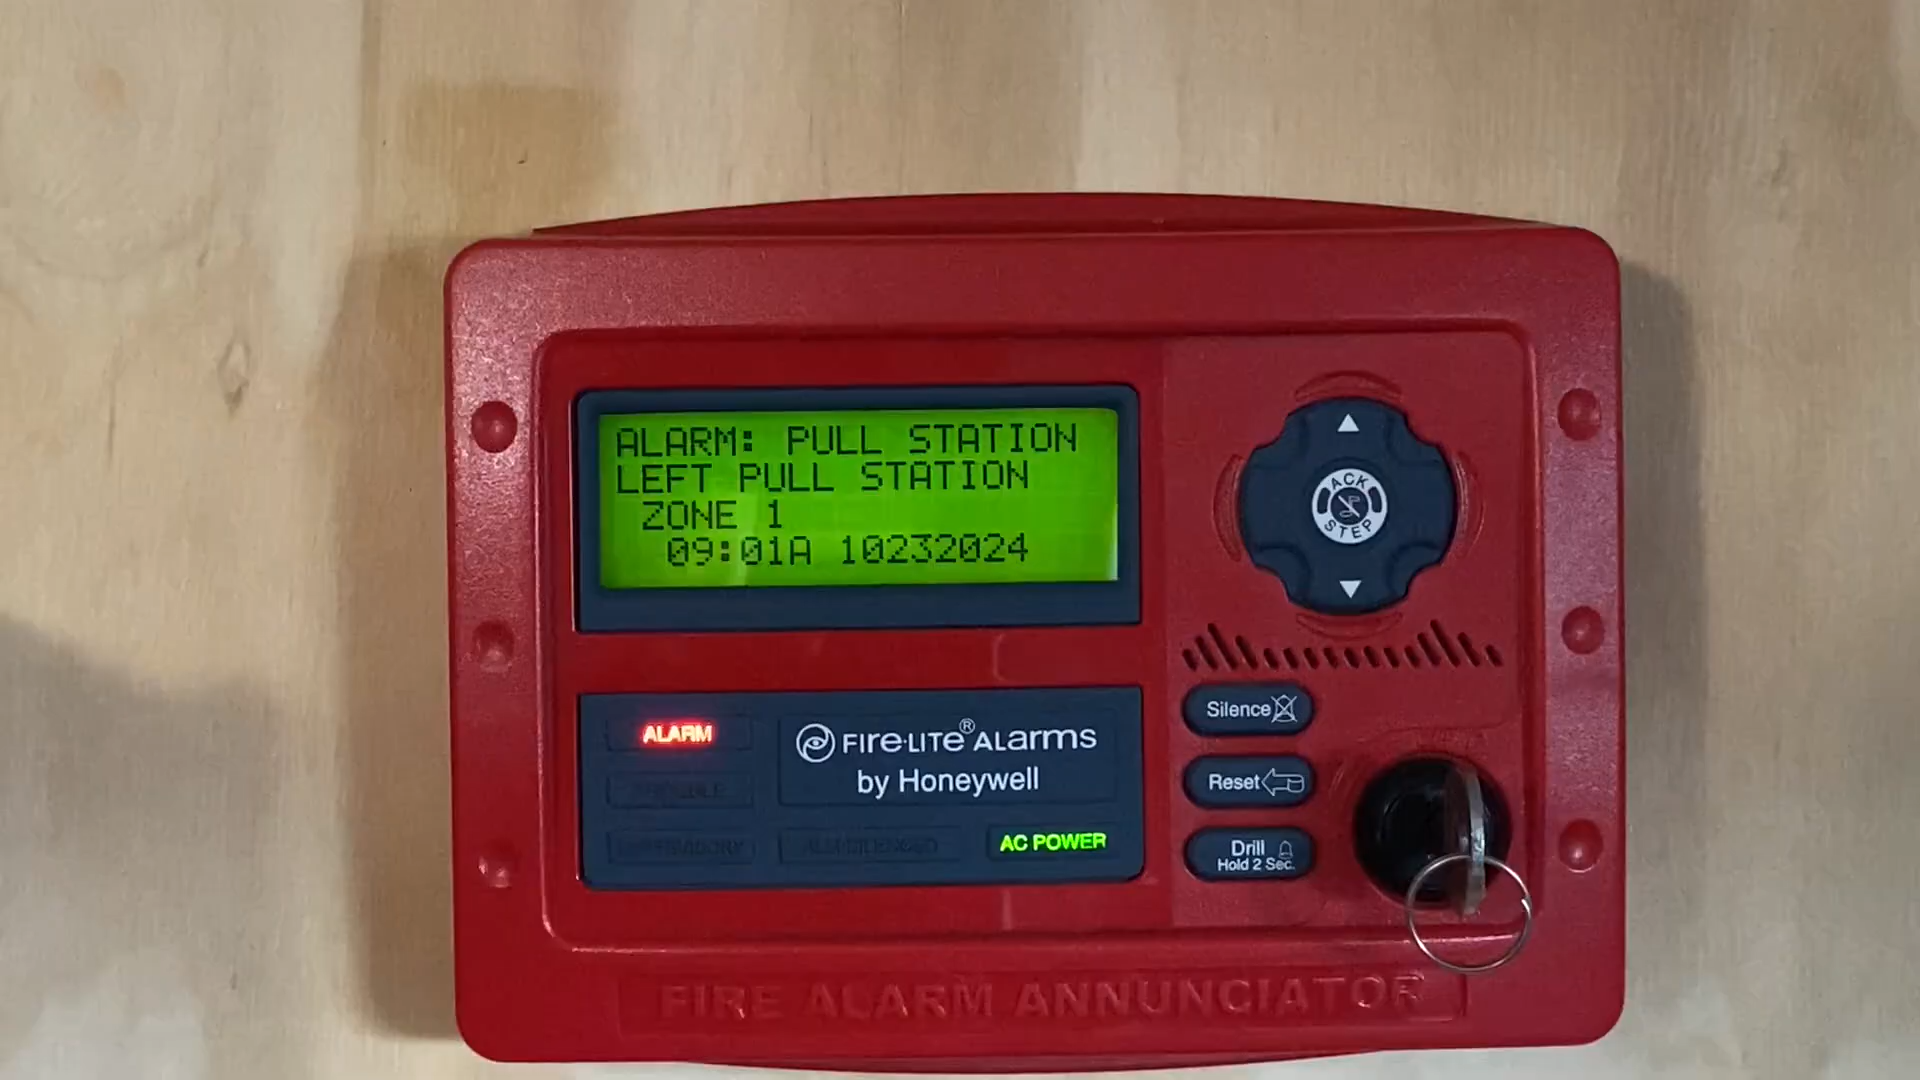 ALARM: PULL STATION
LEFT PULL STATION
ZONE 1
09:01A 10232024
ACK
STEP
ALARM
FIRE·LITE® ALARMS
by Honeywell
AC POWER
Silence
Reset
Drill
Hold 2 Sec.
FIRE ALARM ANNUNCIATOR